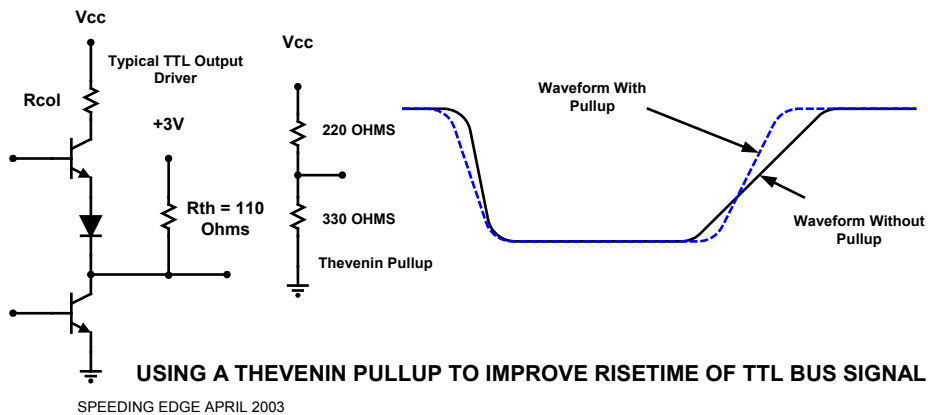 Vcc
Typical TTL Output
Driver
Rcol
+3V
Rth = 110
Ohms
Vcc
220 OHMS
330 OHMS
Thevenin Pullup
Waveform With
Pullup
Waveform Without
Pullup
USING A THEVENIN PULLUP TO IMPROVE RISETIME OF TTL BUS SIGNAL
SPEEDING EDGE APRIL 2003